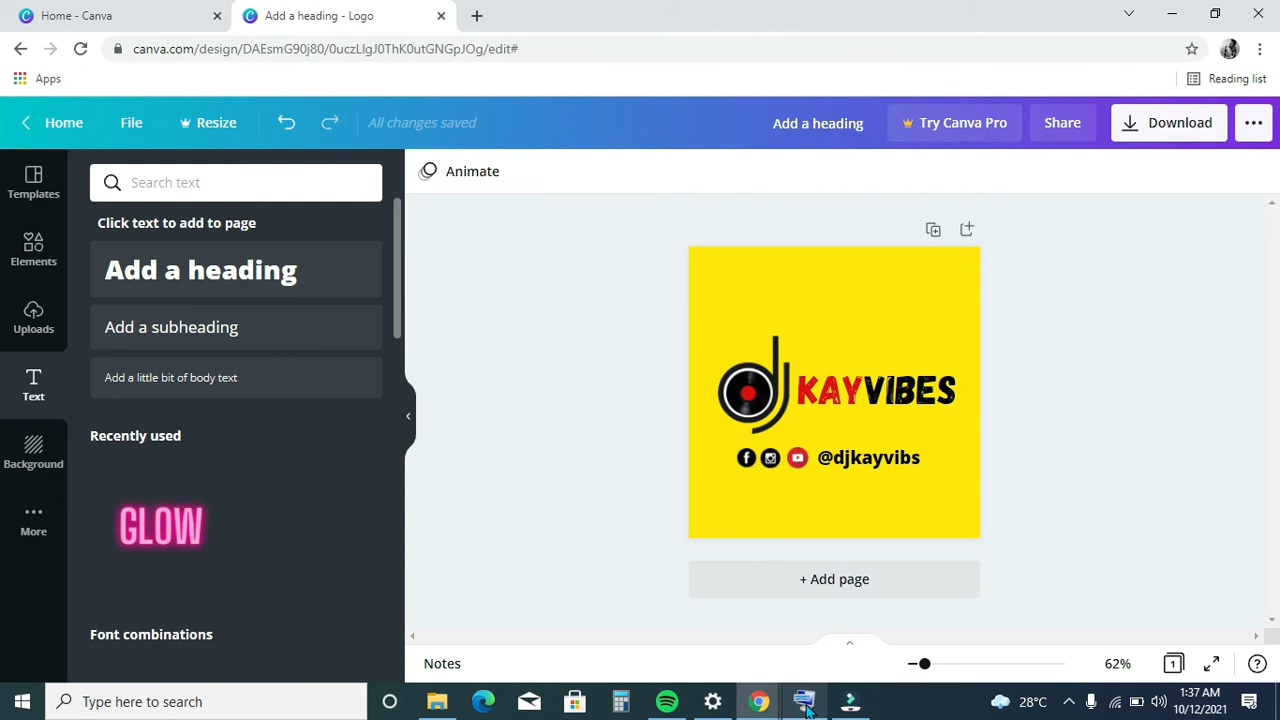 Home - Canva
Add a heading - Logo
canva.com/design/DAEsmG90j80/0uczLIgJ0ThK0utGNGpJOg/edit#
Apps
Reading list
Home
File
Resize
All changes saved
Add a heading
Try Canva Pro
Share
Download
Templates
Elements
Uploads
Text
Background
More
Search text
Click text to add to page
Add a heading
Add a subheading
Add a little bit of body text
Recently used
GLOW
Font combinations
Animate
dj KAYVIBES
@djkayvibs
+ Add page
Notes
62%
1
Type here to search
28°C
1:37 AM
10/12/2021